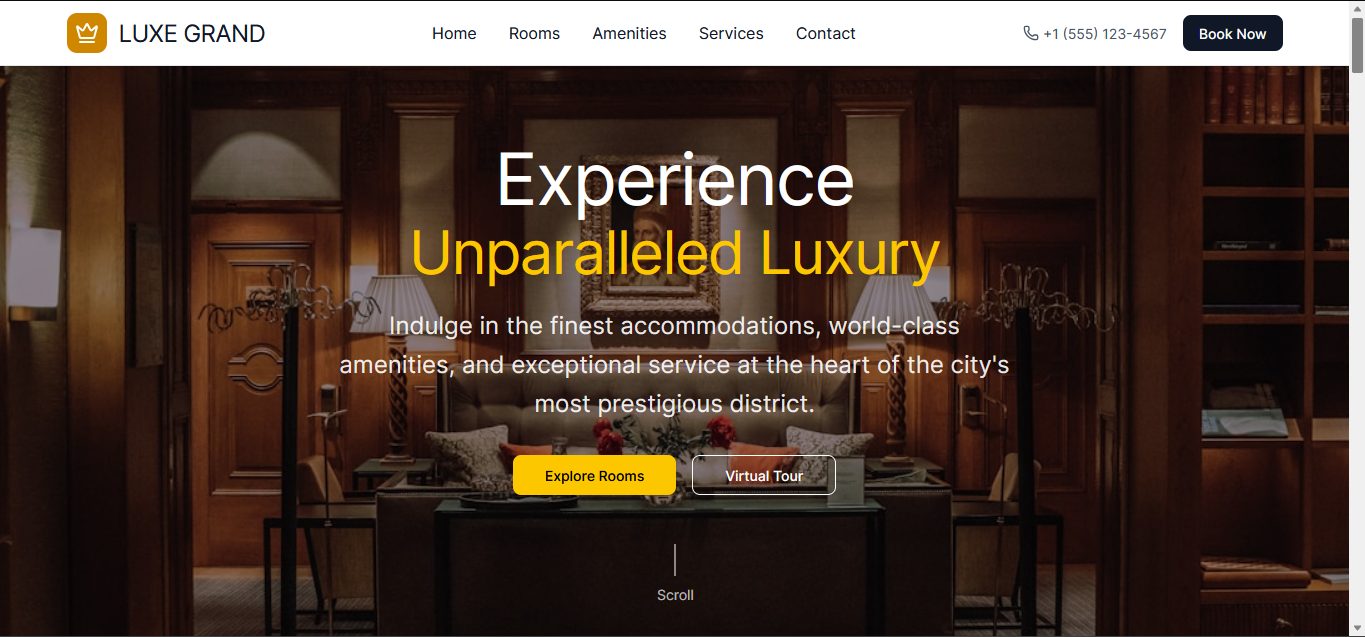 LUXE GRAND
Home Rooms Amenities Services Contact
+1 (555) 123-4567
Book Now
Experience
Unparalleled Luxury
Indulge in the finest accommodations, world-class
amenities, and exceptional service at the heart of the city's
most prestigious district.
Explore Rooms
Virtual Tour
Scroll